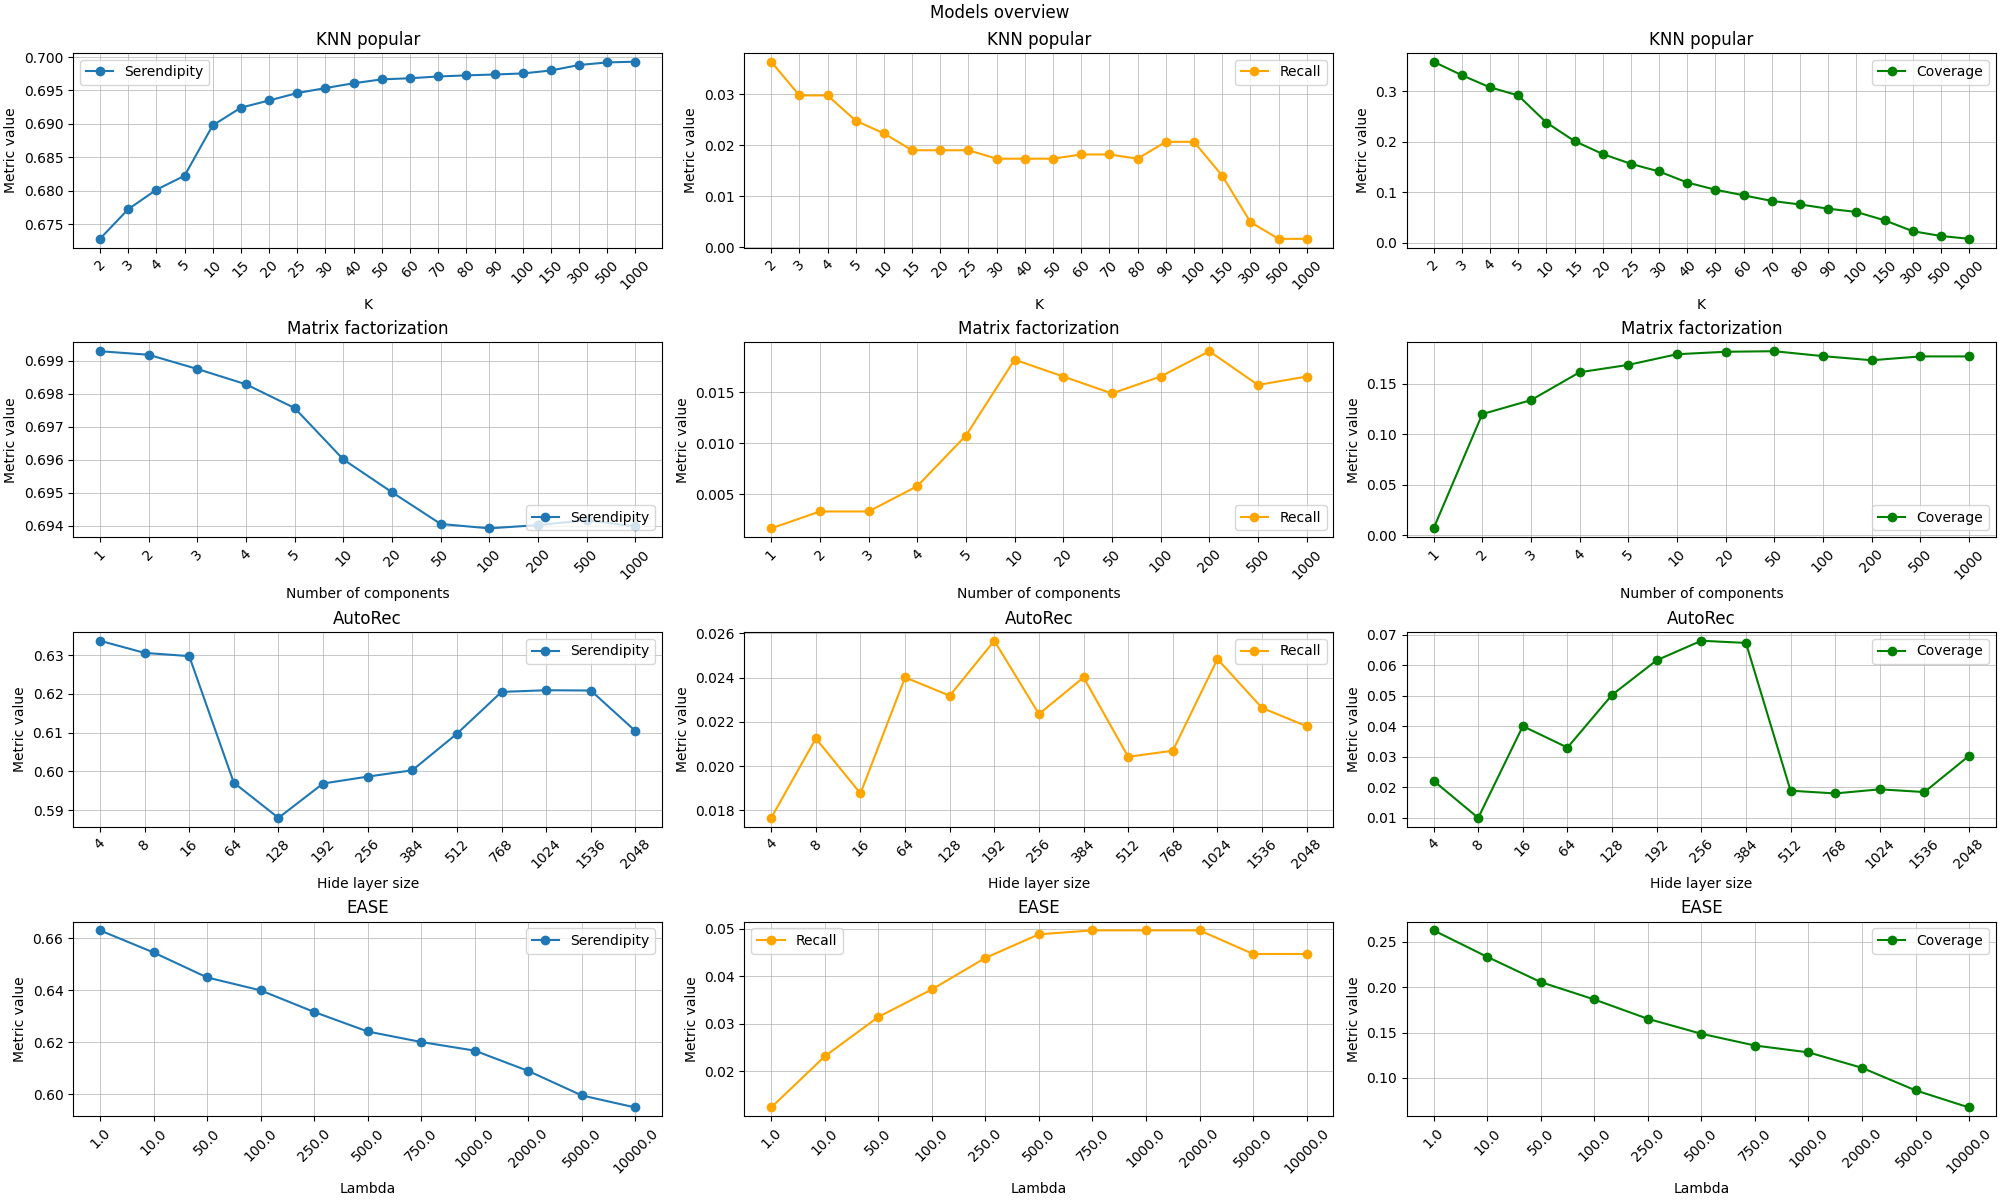 Models overview
KNN popular
Metric value
0.700
0.695
0.690
0.685
0.680
0.675
Serendipity
2 3 4 5 10 15 20 25 30 40 50 60 70 80 90 100 150 300 500 1000
K
KNN popular
Metric value
0.03
0.02
0.01
0.00
Recall
2 3 4 5 10 15 20 25 30 40 50 60 70 80 90 100 150 300 500 1000
K
KNN popular
Metric value
0.3
0.2
0.1
0.0
Coverage
2 3 4 5 10 15 20 25 30 40 50 60 70 80 90 100 150 300 500 1000
K
Matrix factorization
Metric value
0.699
0.698
0.697
0.696
0.695
0.694
Serendipity
1 2 3 4 5 10 20 50 100 200 500 1000
Number of components
Matrix factorization
Metric value
0.015
0.010
0.005
Recall
1 2 3 4 5 10 20 50 100 200 500 1000
Number of components
Matrix factorization
Metric value
0.15
0.10
0.05
0.00
Coverage
1 2 3 4 5 10 20 50 100 200 500 1000
Number of components
AutoRec
Metric value
0.63
0.62
0.61
0.60
0.59
Serendipity
4 8 16 64 128 192 256 384 512 768 1024 1536 2048
Hide layer size
AutoRec
Metric value
0.026
0.024
0.022
0.020
0.018
Recall
4 8 16 64 128 192 256 384 512 768 1024 1536 2048
Hide layer size
AutoRec
Metric value
0.07
0.06
0.05
0.04
0.03
0.02
0.01
Coverage
4 8 16 64 128 192 256 384 512 768 1024 1536 2048
Hide layer size
EASE
Metric value
0.66
0.64
0.62
0.60
Serendipity
1.0 10.0 50.0 100.0 250.0 500.0 750.0 1000.0 2000.0 5000.0 10000.0
Lambda
EASE
Metric value
0.05
0.04
0.03
0.02
Recall
1.0 10.0 50.0 100.0 250.0 500.0 750.0 1000.0 2000.0 5000.0 10000.0
Lambda
EASE
Metric value
0.25
0.20
0.15
0.10
Coverage
1.0 10.0 50.0 100.0 250.0 500.0 750.0 1000.0 2000.0 5000.0 10000.0
Lambda